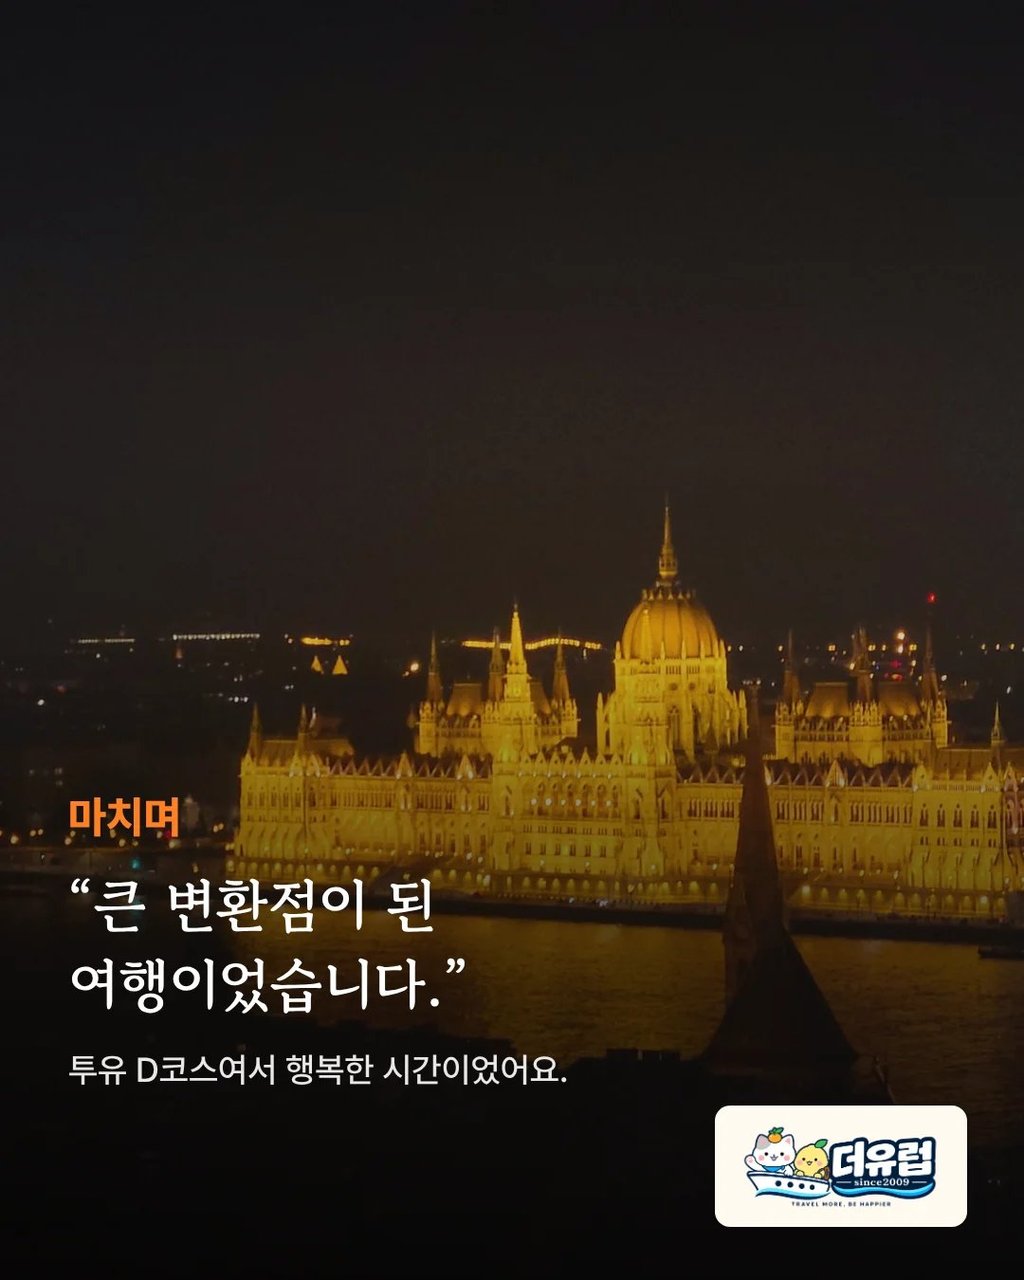 마치며
“큰 변환점이 된
여행이었습니다.”
투유 D코스여서 행복한 시간이었어요.
더유럽
since2009
TRAVEL MORE, BE HAPPIER